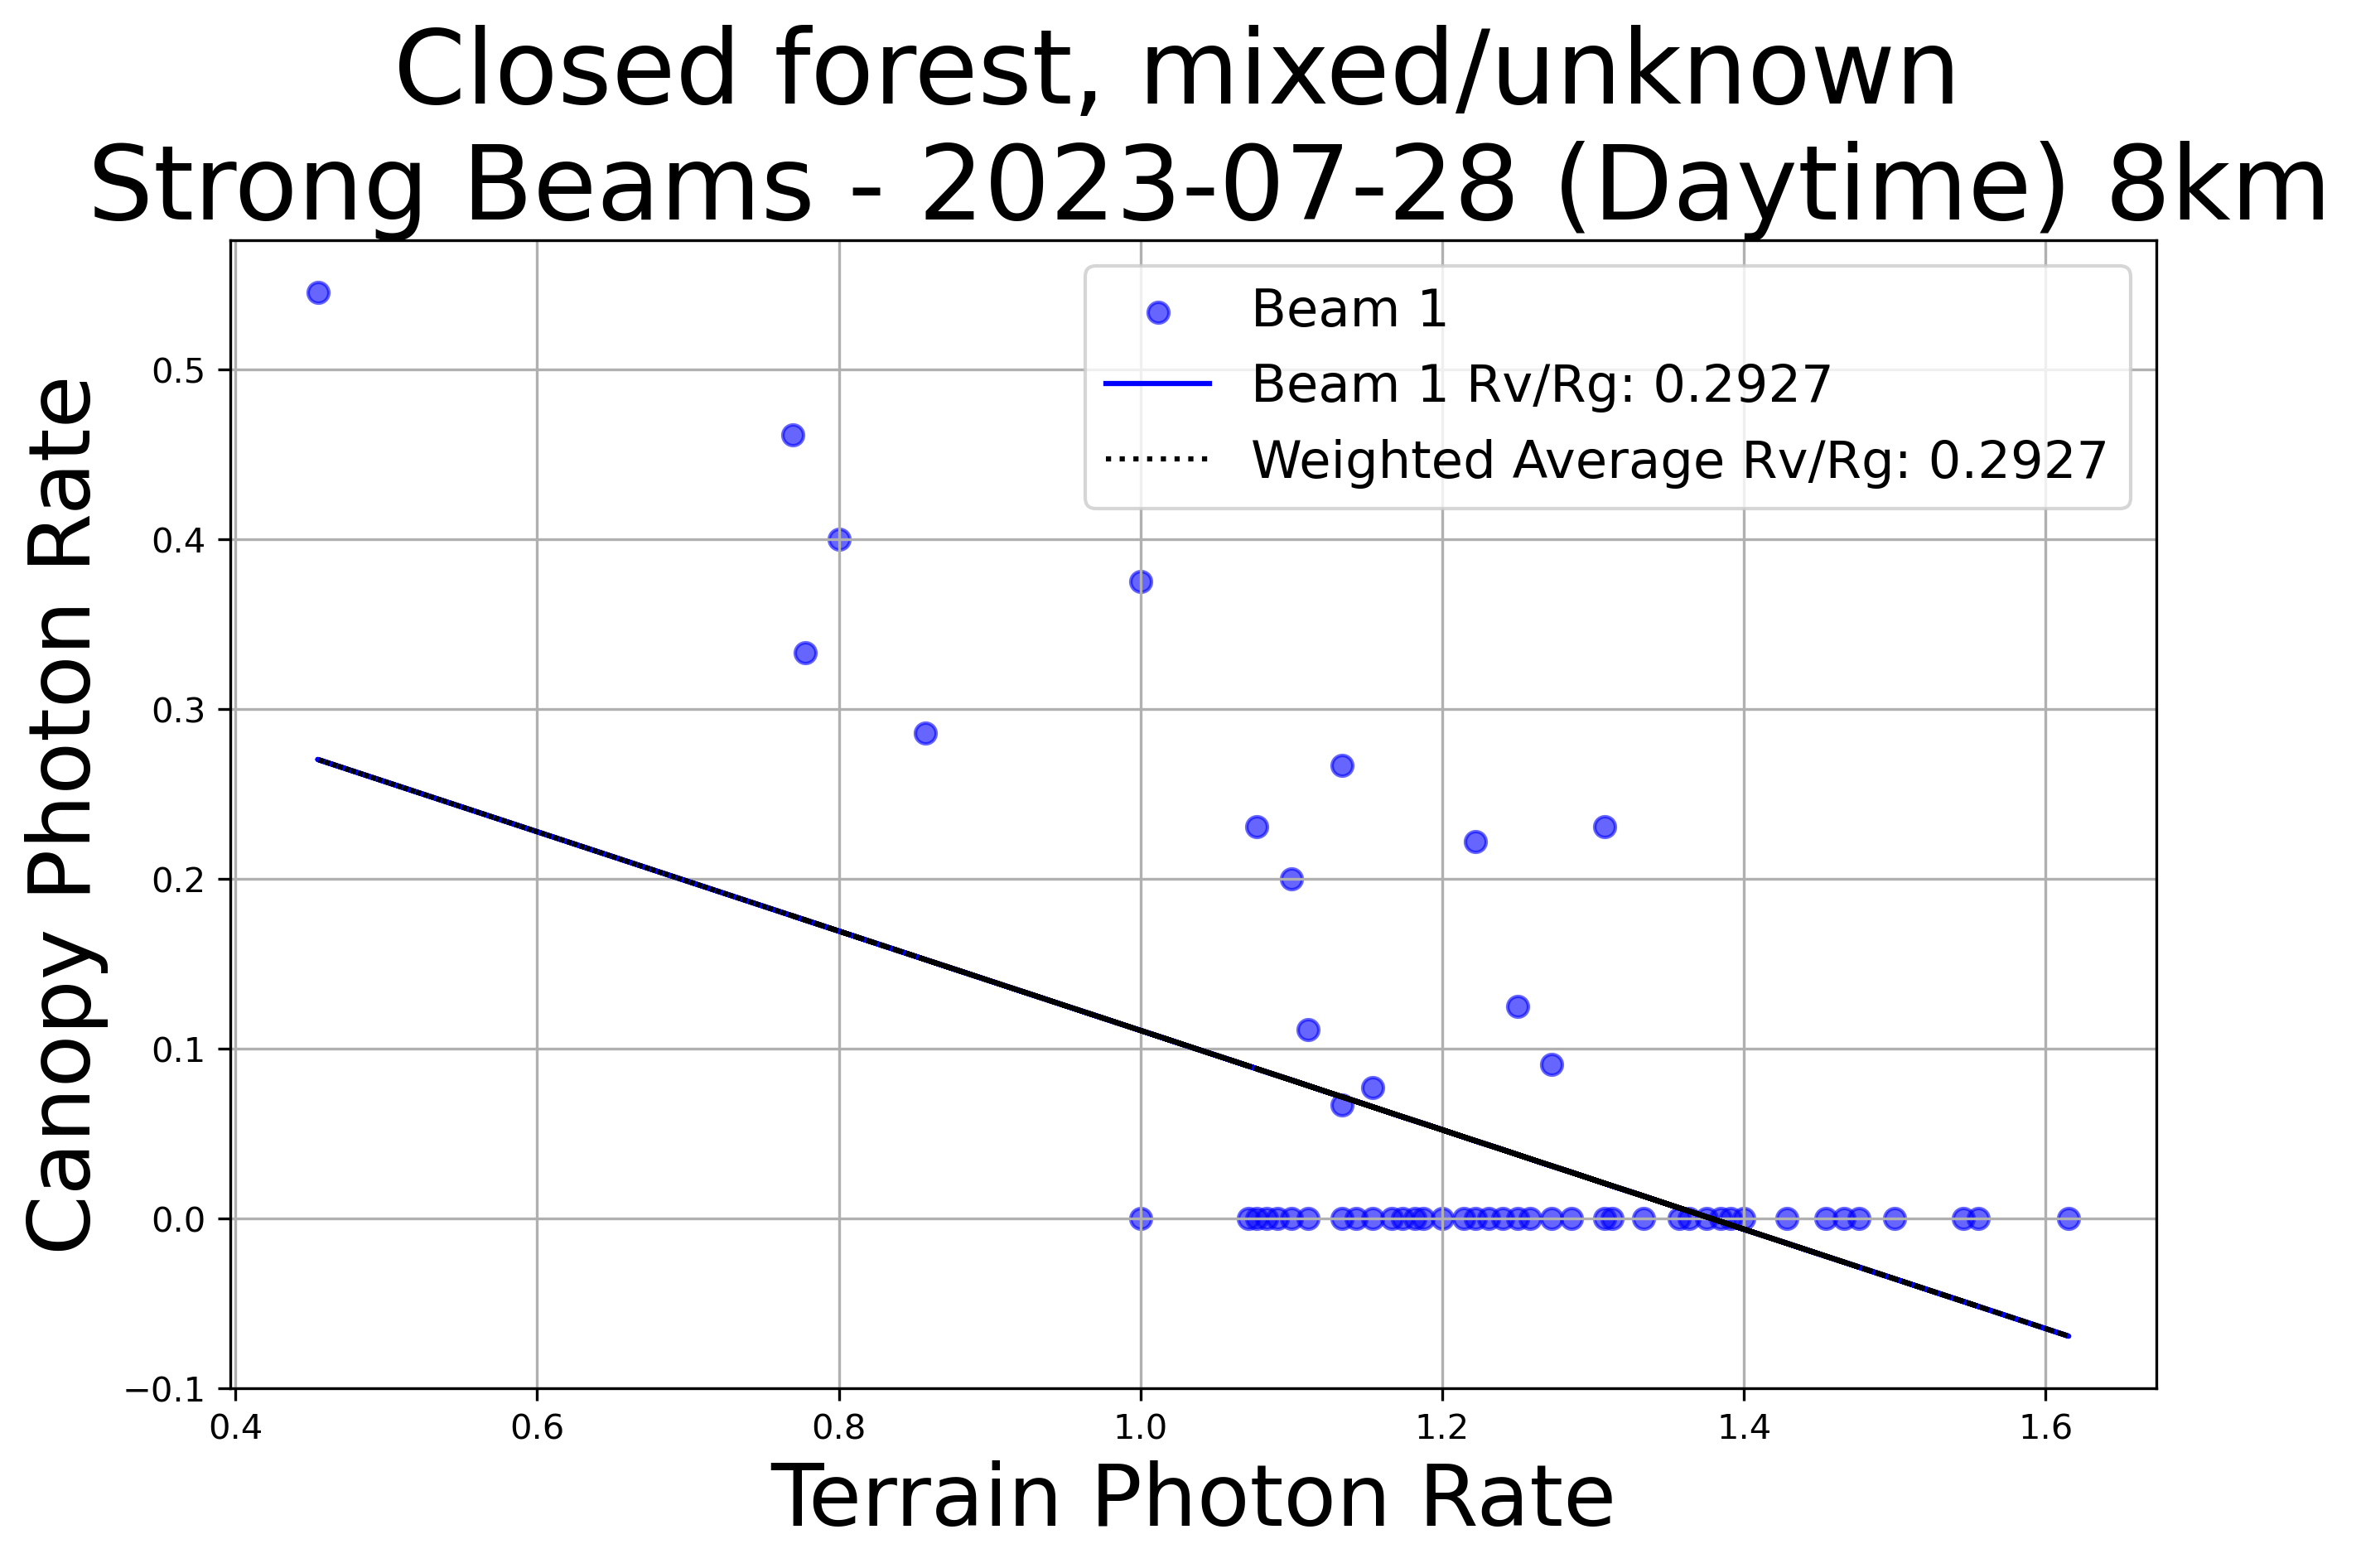 Closed forest, mixed/unknown
Strong Beams - 2023-07-28 (Daytime) 8km
Beam 1
Beam 1 Rv/Rg: 0.2927
Weighted Average Rv/Rg: 0.2927
Canopy Photon Rate
0.5
0.4
0.3
0.2
0.1
0.0
−0.1
0.4 0.6 0.8 1.0 1.2 1.4 1.6
Terrain Photon Rate